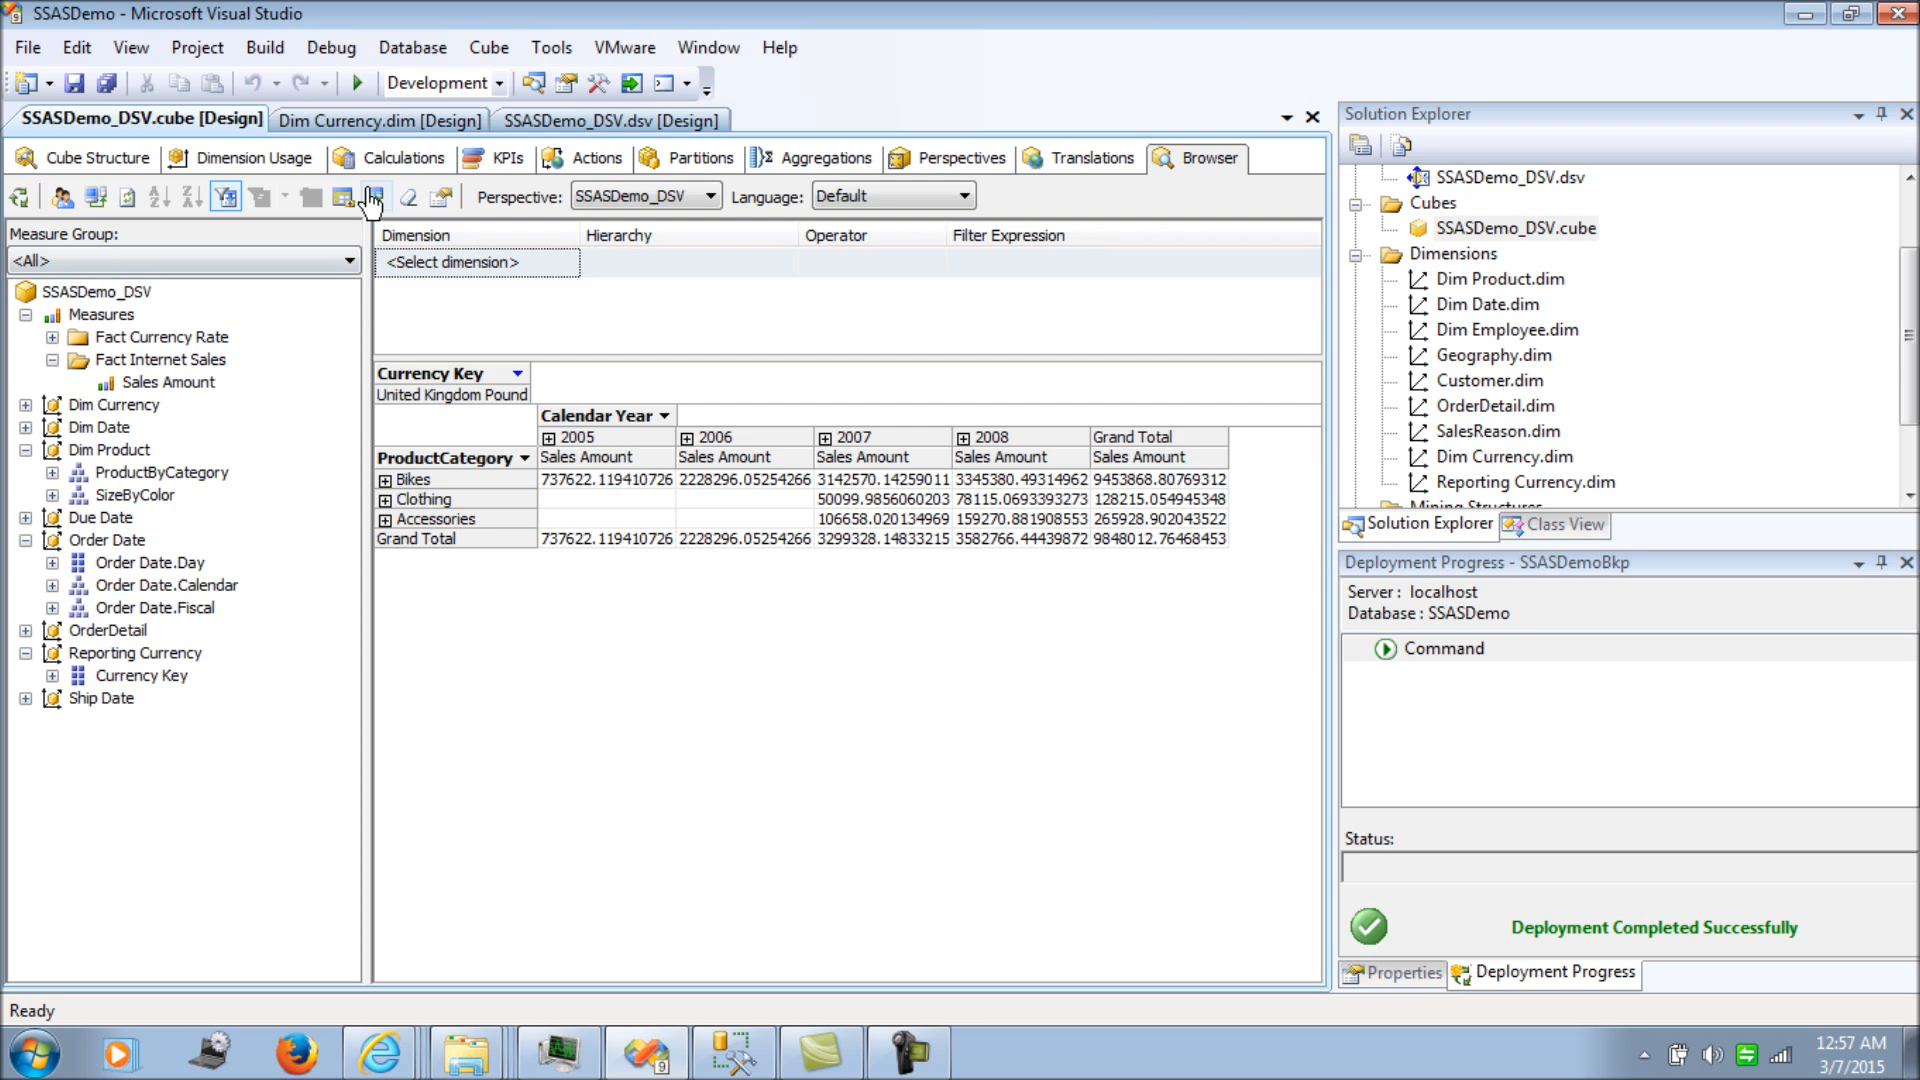 SSASDemo - Microsoft Visual Studio
File Edit View Project Build Debug Database Cube Tools VMware Window Help
Development
SSASDemo_DSV.cube [Design] Dim Currency.dim [Design] SSASDemo_DSV.dsv [Design]
Cube Structure Dimension Usage Calculations KPIs Actions Partitions Aggregations Perspectives Translations Browser
Perspective: SSASDemo_DSV Language: Default
Measure Group:
<All>
SSASDemo_DSV
Measures
Fact Currency Rate
Fact Internet Sales
Sales Amount
Dim Currency
Dim Date
Dim Product
ProductByCategory
SizeByColor
Due Date
Order Date
Order Date.Day
Order Date.Calendar
Order Date.Fiscal
OrderDetail
Reporting Currency
Currency Key
Ship Date
Dimension Hierarchy Operator Filter Expression
<Select dimension>
Currency Key
United Kingdom Pound
Calendar Year
2005 2006 2007 2008 Grand Total
ProductCategory Sales Amount Sales Amount Sales Amount Sales Amount Sales Amount
Bikes 737622.119410726 2228296.05254266 3142570.14259011 3345380.49314962 9453868.80769312
Clothing 50099.9856060203 78115.0693393273 128215.054945348
Accessories 106658.020134969 159270.881908553 265928.902043522
Grand Total 737622.119410726 2228296.05254266 3299328.14833215 3582766.44439872 9848012.76468453
Solution Explorer
SSASDemo_DSV.dsv
Cubes
SSASDemo_DSV.cube
Dimensions
Dim Product.dim
Dim Date.dim
Dim Employee.dim
Geography.dim
Customer.dim
OrderDetail.dim
SalesReason.dim
Dim Currency.dim
Reporting Currency.dim
Mining Structures
Solution Explorer Class View
Deployment Progress - SSASDemoBkp
Server : localhost
Database : SSASDemo
Command
Status:
Deployment Completed Successfully
Properties Deployment Progress
Ready
12:57 AM
3/7/2015